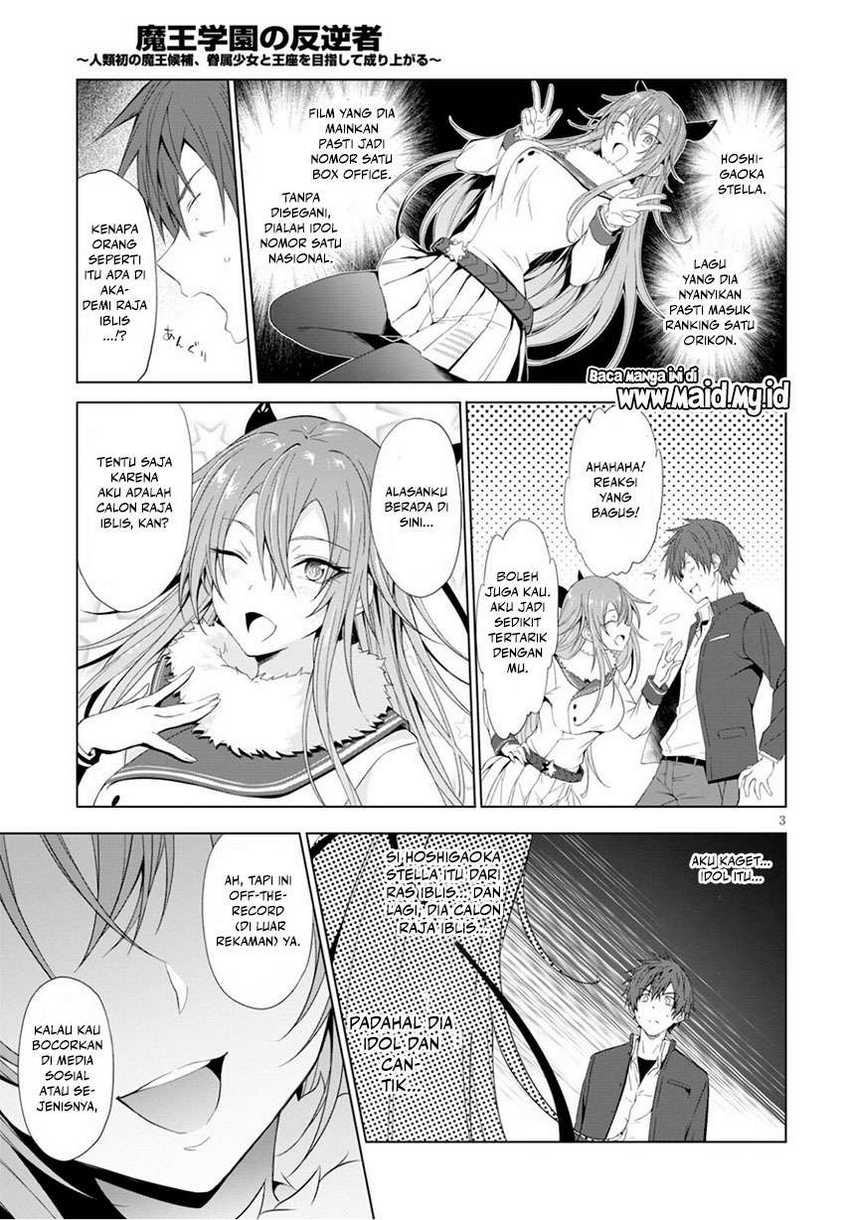 魔王学園の反逆者
～人類初の魔王候補、眷属少女と王座を目指して成り上がる～
HOSHI-
GAOKA
STELLA.
LAGU
YANG DIA
NYANYIKAN
PASTI MASUK
RANKING SATU
ORIKON.
FILM YANG DIA
MAINKAN
PASTI JADI
NOMOR SATU
BOX OFFICE.
TANPA
DISEGANI,
DIALAH IDOL
NOMOR SATU
NASIONAL.
KENAPA
ORANG
SEPERTI
ITU ADA DI
AKA-
DEMI RAJA
IBLIS
...!?
あんぐり
Baca Manga ini di
www.Maid.My.id
AHAHAHA!
REAKSI
YANG
BAGUS!
BOLEH
JUGA KAU.
AKU JADI
SEDIKIT
TERTARIK
DENGAN
MU.
ALASANKU
BERADA DI
SINI...
TENTU SAJA
KARENA
AKU ADALAH
CALON RAJA
IBLIS, KAN?
3
AKU KAGET...
IDOL ITU...
SI HOSHIGAOKA
STELLA ITU DARI
RAS IBLIS... DAN
LAGI, DIA CALON
RAJA IBLIS...
PADAHAL DIA
IDOL DAN
CAN-
TIK...
AH, TAPI INI
OFF-THE-
RECORD
(DI LUAR
REKAMAN) YA.
KALAU KAU
BOCORKAN
DI MEDIA
SOSIAL
ATAU SE-
JENISNYA,